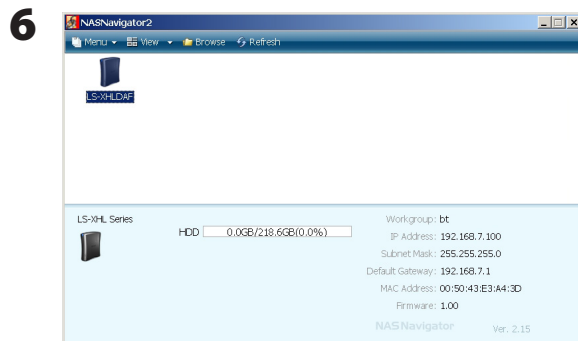 6
NASNavigator2
Menu View Browse Refresh
LS-XHLDAF
LS-XHL Series
HDD 0.0GB/218.6GB(0.0%)
Workgroup: bt
IP Address: 192.168.7.100
Subnet Mask: 255.255.255.0
Default Gateway: 192.168.7.1
MAC Address: 00:50:43:E3:A4:3D
Firmware: 1.00
NASNavigator Ver. 2.15